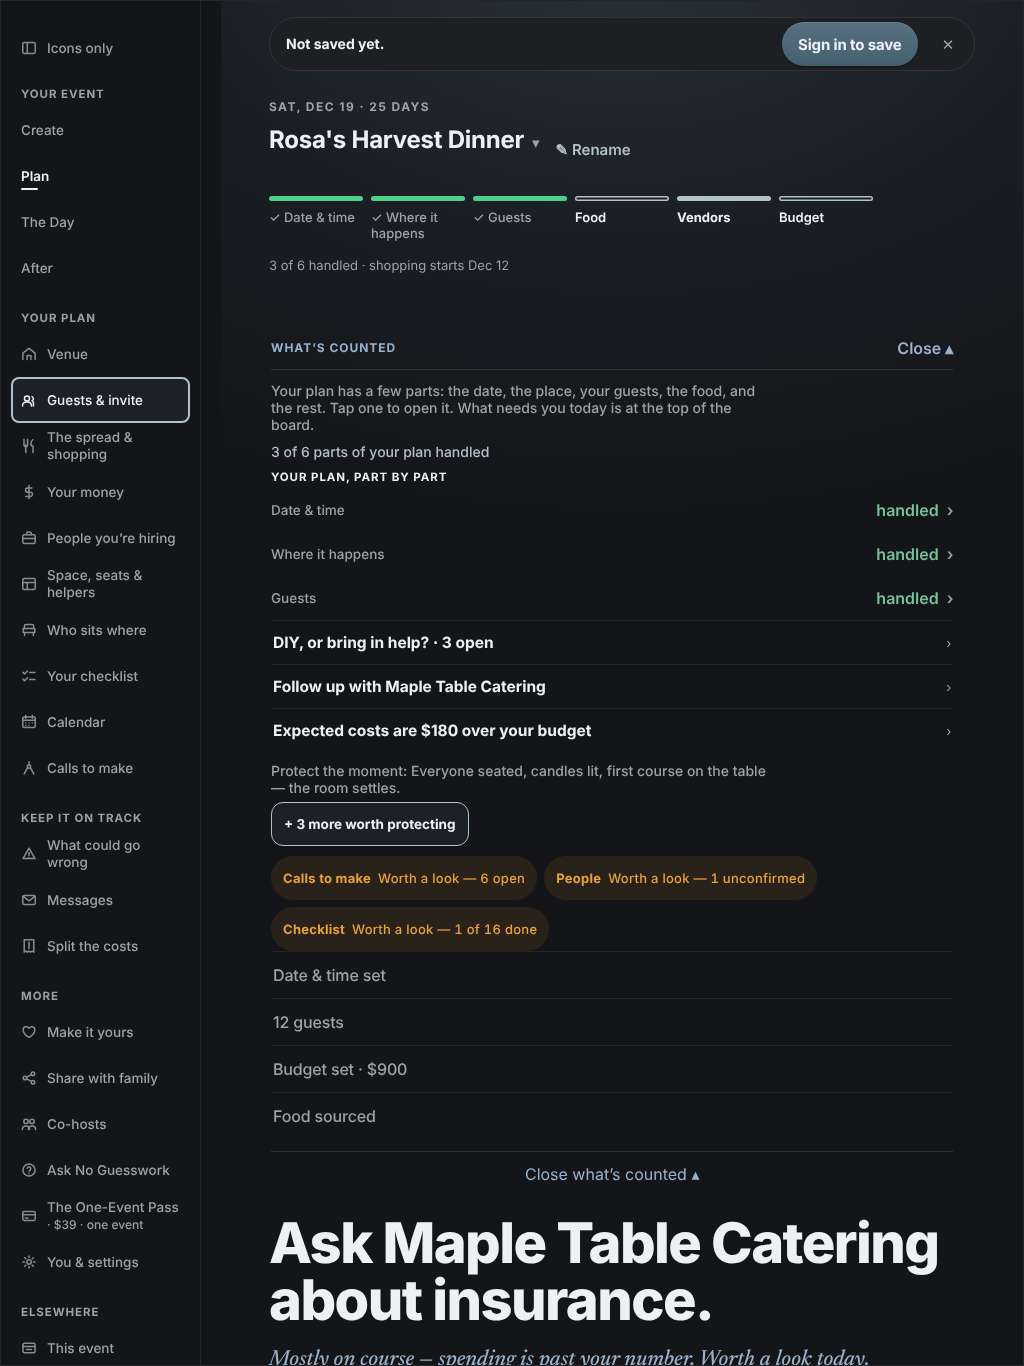 Icons only
YOUR EVENT
Create
Plan
The Day
After
YOUR PLAN
Venue
Guests & invite
The spread &
shopping
Your money
People you’re hiring
Space, seats &
helpers
Who sits where
Your checklist
Calendar
Calls to make
KEEP IT ON TRACK
What could go
wrong
Messages
Split the costs
MORE
Make it yours
Share with family
Co-hosts
Ask No Guesswork
The One-Event Pass
· $39 · one event
You & settings
ELSEWHERE
This event
Not saved yet.
Sign in to save ×
SAT, DEC 19 · 25 DAYS
Rosa's Harvest Dinner ▾ ✎ Rename
✓ Date & time
✓ Where it
happens
✓ Guests
Food
Vendors
Budget
3 of 6 handled · shopping starts Dec 12
WHAT’S COUNTED
Close ▴
Your plan has a few parts: the date, the place, your guests, the food, and
the rest. Tap one to open it. What needs you today is at the top of the
board.
3 of 6 parts of your plan handled
YOUR PLAN, PART BY PART
Date & time handled ›
Where it happens handled ›
Guests handled ›
DIY, or bring in help? · 3 open ›
Follow up with Maple Table Catering ›
Expected costs are $180 over your budget ›
Protect the moment: Everyone seated, candles lit, first course on the table
— the room settles.
+ 3 more worth protecting
Calls to make Worth a look — 6 open
People Worth a look — 1 unconfirmed
Checklist Worth a look — 1 of 16 done
Date & time set
12 guests
Budget set · $900
Food sourced
Close what’s counted ▴
Ask Maple Table Catering
about insurance.
Mostly on course — spending is past your number. Worth a look today.